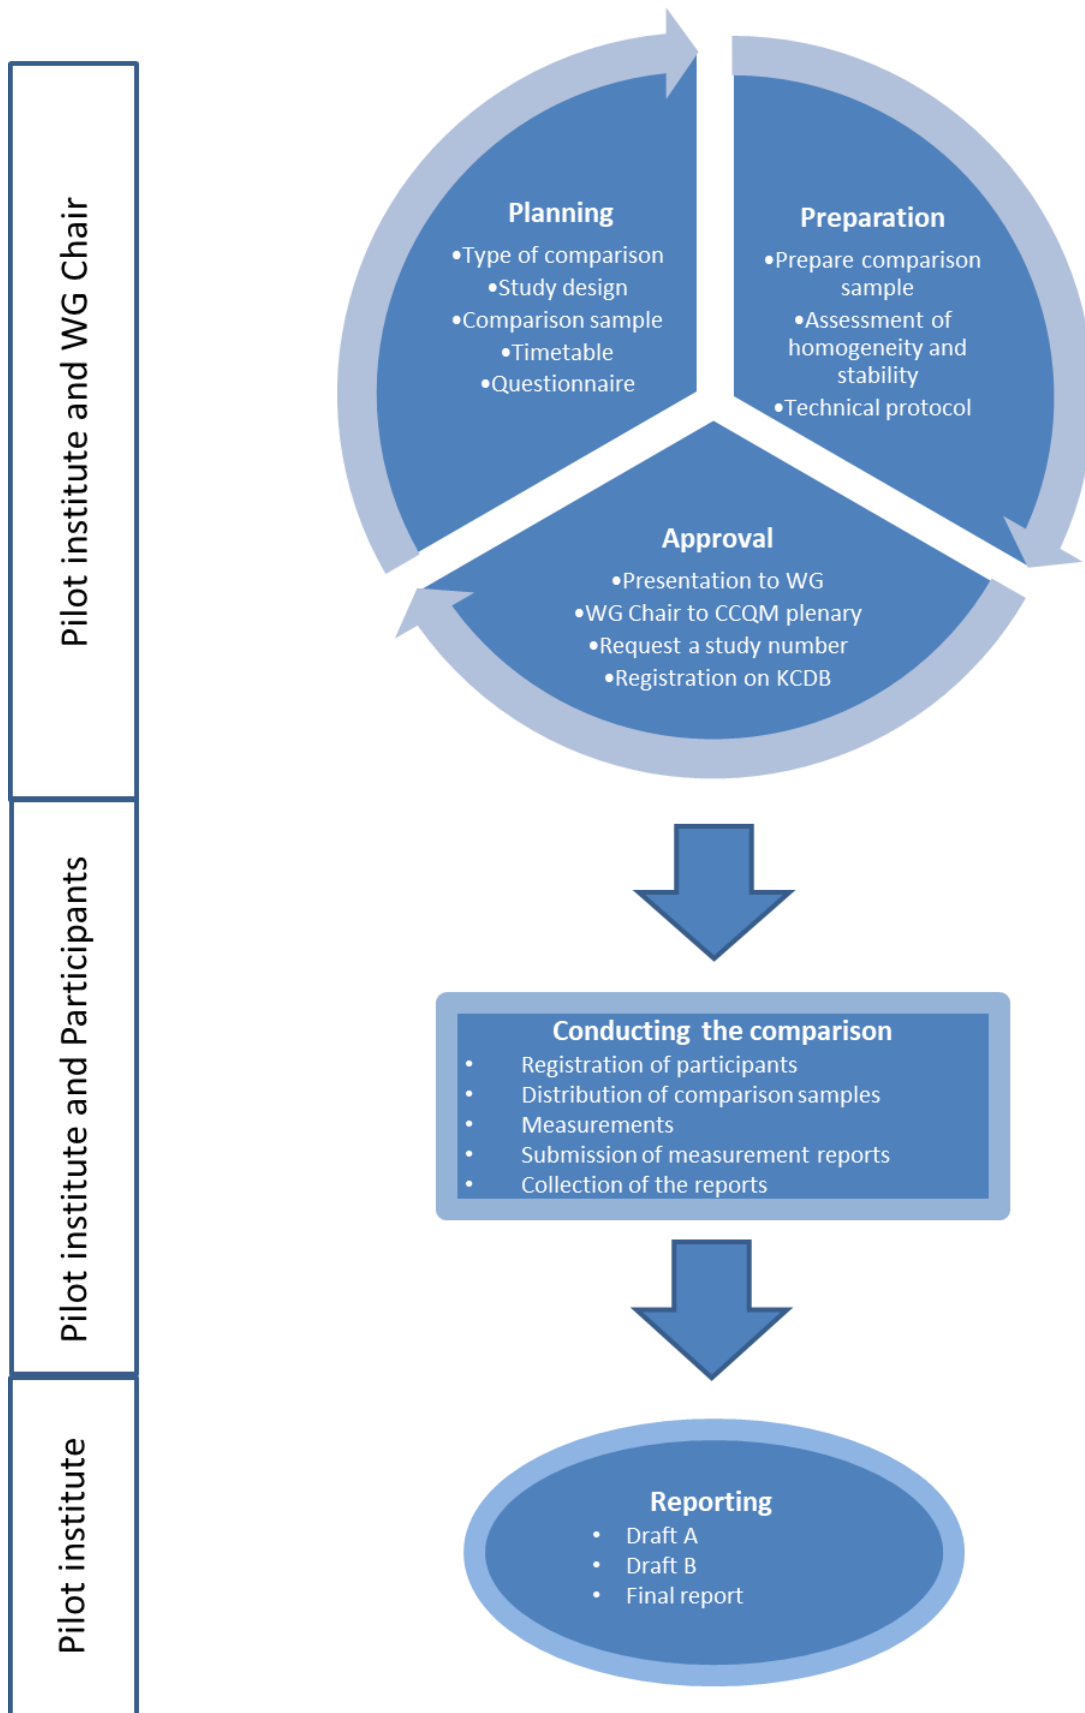 Pilot institute and WG Chair
Planning
•Type of comparison
•Study design
•Comparison sample
•Timetable
•Questionnaire
Preparation
•Prepare comparison
sample
•Assessment of
homogeneity and
stability
•Technical protocol
Approval
•Presentation to WG
•WG Chair to CCQM plenary
•Request a study number
•Registration on KCDB
Pilot institute and Participants
Conducting the comparison
• Registration of participants
• Distribution of comparison samples
• Measurements
• Submission of measurement reports
• Collection of the reports
Pilot institute
Reporting
• Draft A
• Draft B
• Final report